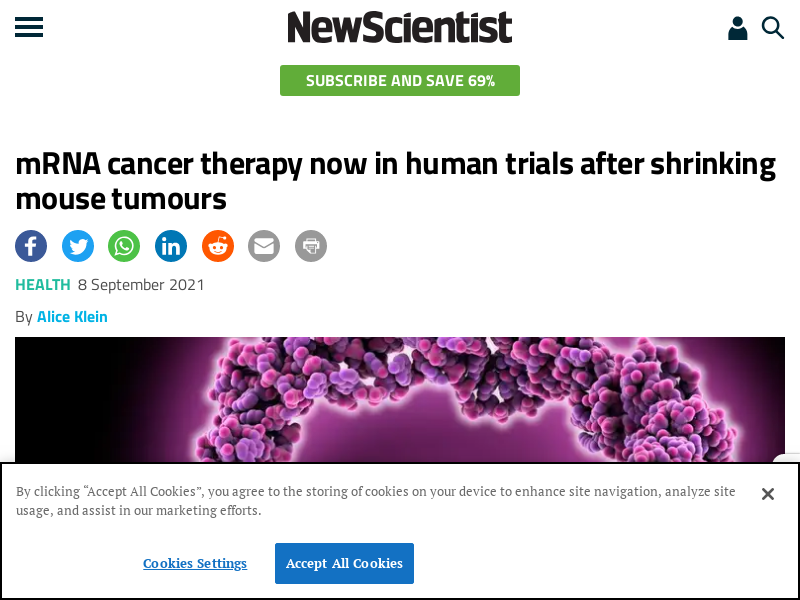 NewScientist
SUBSCRIBE AND SAVE 69%
mRNA cancer therapy now in human trials after shrinking
mouse tumours
HEALTH 8 September 2021
By Alice Klein
By clicking “Accept All Cookies”, you agree to the storing of cookies on your device to enhance site navigation, analyze site
usage, and assist in our marketing efforts.
Cookies Settings
Accept All Cookies